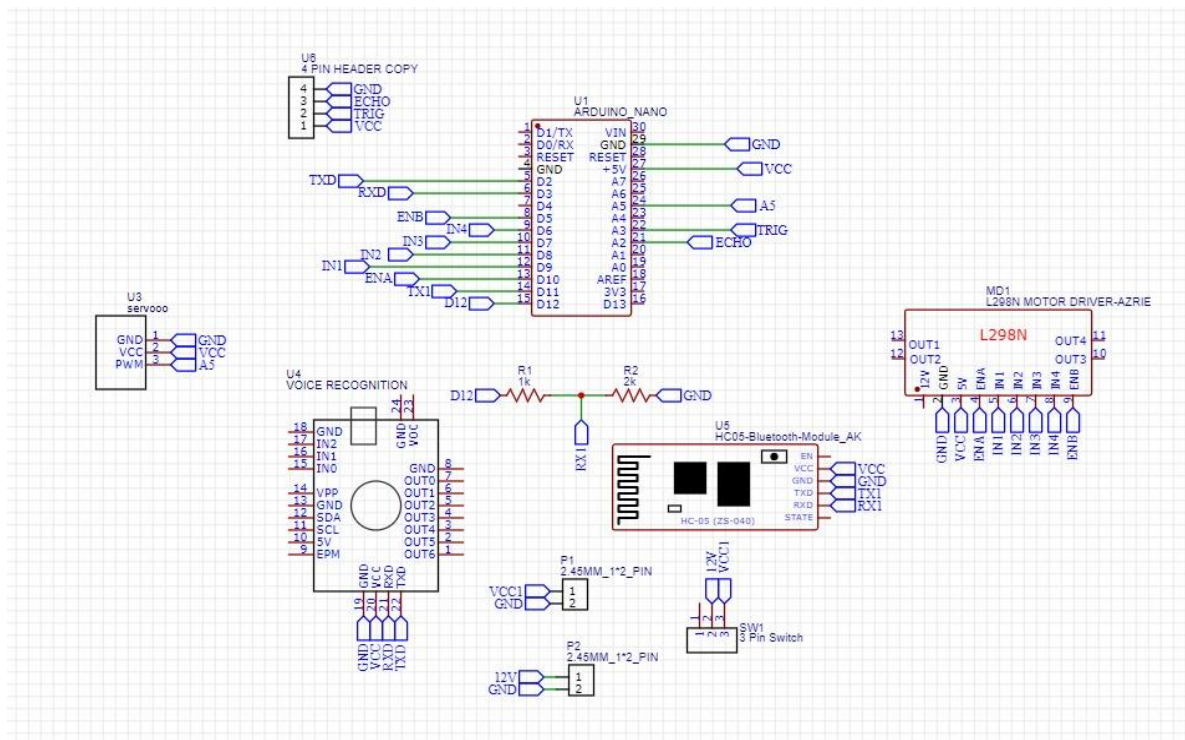 U6
4 PIN HEADER COPY
4 GND
3 ECHO
2 TRIG
1 VCC
U1
ARDUINO_NANO
1 D1/TX VIN 30
2 D0/RX GND 29 GND
3 RESET RESET 28
4 GND +5V 27 VCC
TXD 5 D2 A7 26
RXD 6 D3 A6 25
7 D4 A5 24 A5
ENB 8 D5 A4 23
IN4 9 D6 A3 22 TRIG
IN3 10 D7 A2 21 ECHO
IN2 11 D8 A1 20
IN1 12 D9 A0 19
ENA 13 D10 AREF 18
TX1 14 D11 3V3 17
D12 15 D12 D13 16
U3
servooo
GND 1 GND
VCC 2 VCC
PWM 3 A5
MD1
L298N MOTOR DRIVER-AZRIE
L298N
13 OUT1 OUT4 11
12 OUT2 OUT3 10
12V GND 5V ENA IN1 IN2 IN3 IN4 ENB
1 2 3 4 5 6 7 8 9
GND VCC ENA IN1 IN2 IN3 IN4 ENB
R1
1k
R2
2k
D12 GND
RX1
U4
VOICE RECOGNITION
24 23
GND VOC
18 GND
17 IN2
16 IN1
15 IN0
14 VPP
13 GND
12 SDA
11 SCL
10 5V
9 EPM
GND 8
OUT0 7
OUT1 6
OUT2 5
OUT3 4
OUT4 3
OUT5 2
OUT6 1
GND VCC RXD TXD
19 20 21 22
GND VCC RXD TXD
U5
HC05-Bluetooth-Module_AK
EN
VCC VCC
GND GND
TXD TX1
RXD RX1
STATE
HC-05 (ZS-040)
P1
2.45MM_1*2_PIN
VCC1 1
GND 2
12V VCC1
1 2 3
1 2 3
SW1
3 Pin Switch
P2
2.45MM_1*2_PIN
12V 1
GND 2